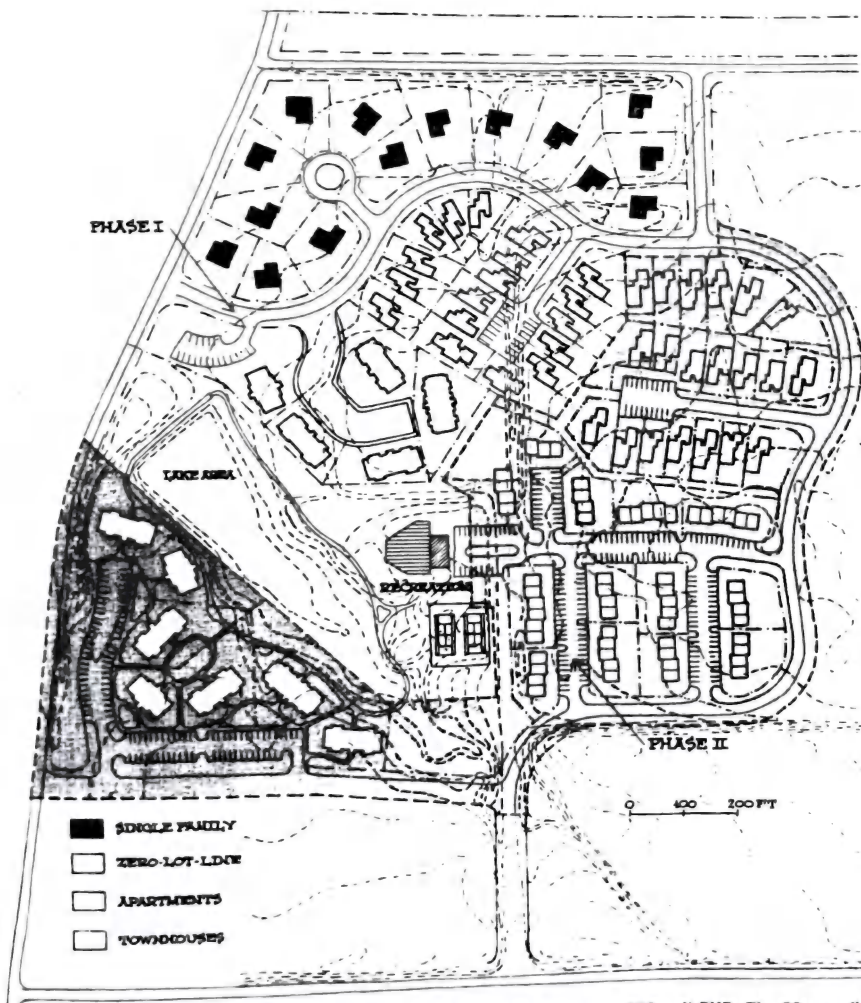 PHASE I
LAKE AREA
RECREATION
PHASE II
0 100 200 FT
SINGLE FAMILY
ZERO-LOT-LINE
APARTMENTS
TOWNHOUSES